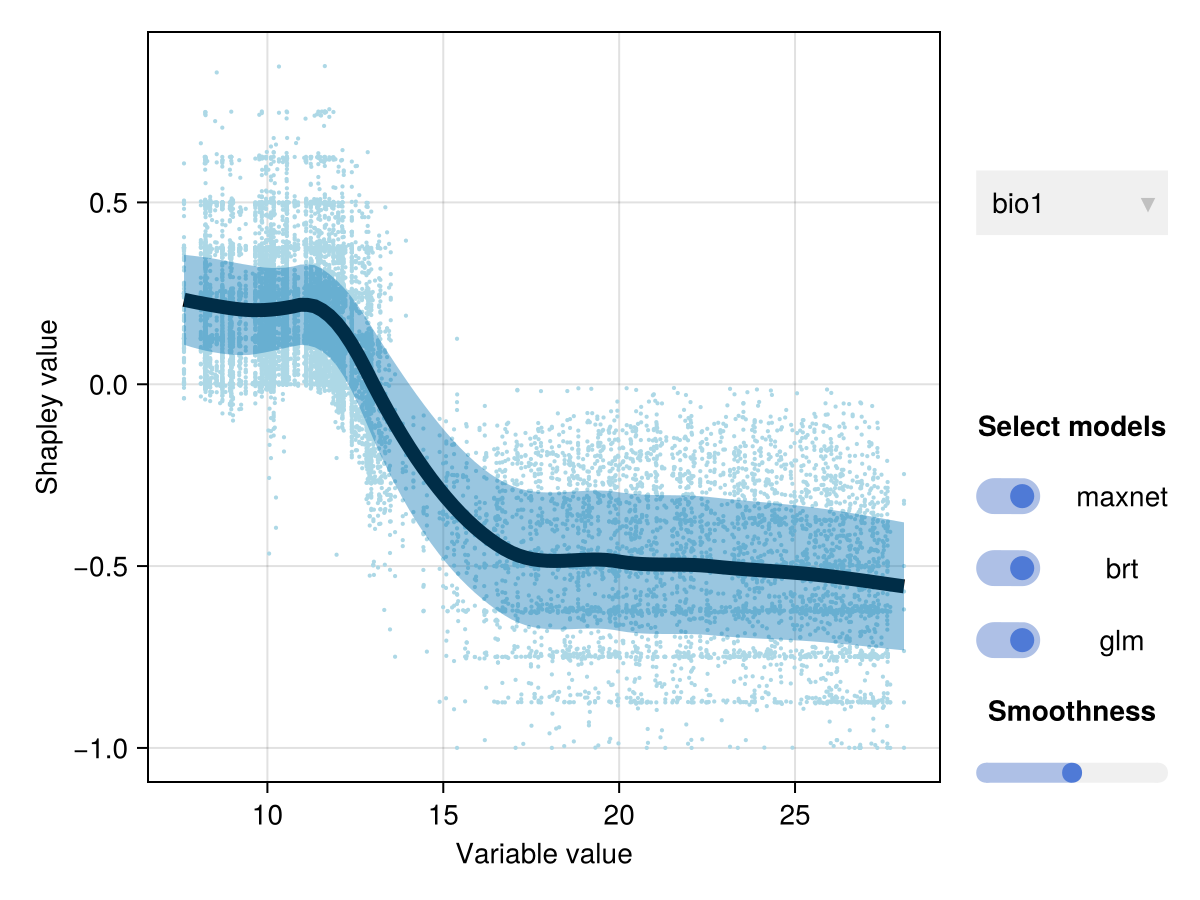 Shapley value
0.5
0.0
−0.5
−1.0
10 15 20 25
Variable value
bio1 ▼
Select models
maxnet
brt
glm
Smoothness